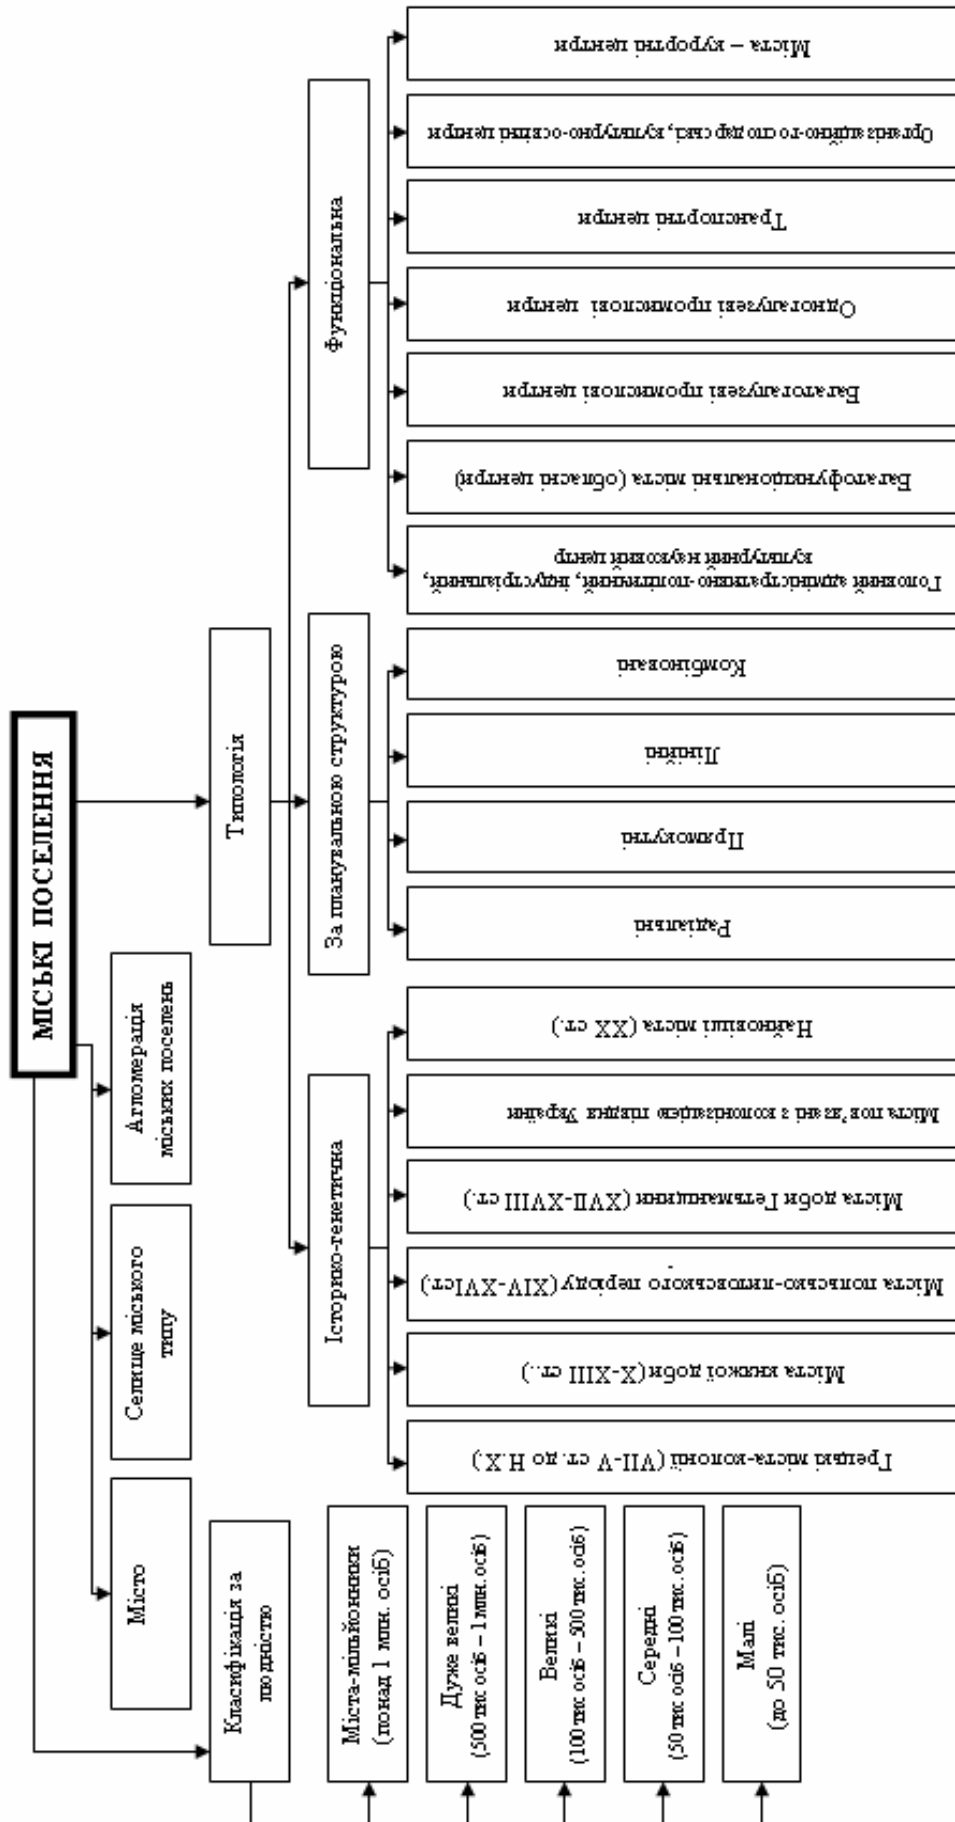 МІСЬКІ ПОСЕЛЕННЯ
Місто
Селище міського
типу
Агломерація
міських поселень
Класифікація за
людністю
Типологія
Міста-мільйонники
(понад 1 млн. осіб)
Дуже великі
(500 тис осіб – 1 млн. осіб)
Великі
(100 тис осіб – 500 тис. осіб)
Середні
(50 тис осіб – 100 тис. осіб)
Малі
(до 50 тис. осіб)
Історико-генетична
За планувальною структурою
Функціональна
Грецькі міста-колонії (VII-V ст. до Н.Х.)
Міста княжої доби (X-XIII ст..)
Міста польсько-литовського періоду (XIV-XVIст.)
Міста доби Гетьманщини (XVII-XVIII ст.)
Міста пов'язані з колонізацією півдня України
Найновіші міста (XX ст.)
Радіальні
Прямокутні
Лінійні
Комбіновані
Головний адміністративно-політичний, індустріальний,
культурний науковий центр
Багатофункціональні міста (обласні центри)
Багатогалузеві промислові центри
Одногалузеві промислові центри
Транспортні центри
Організаційно-господарські, культурно-освітні центри
Міста – курортні центри